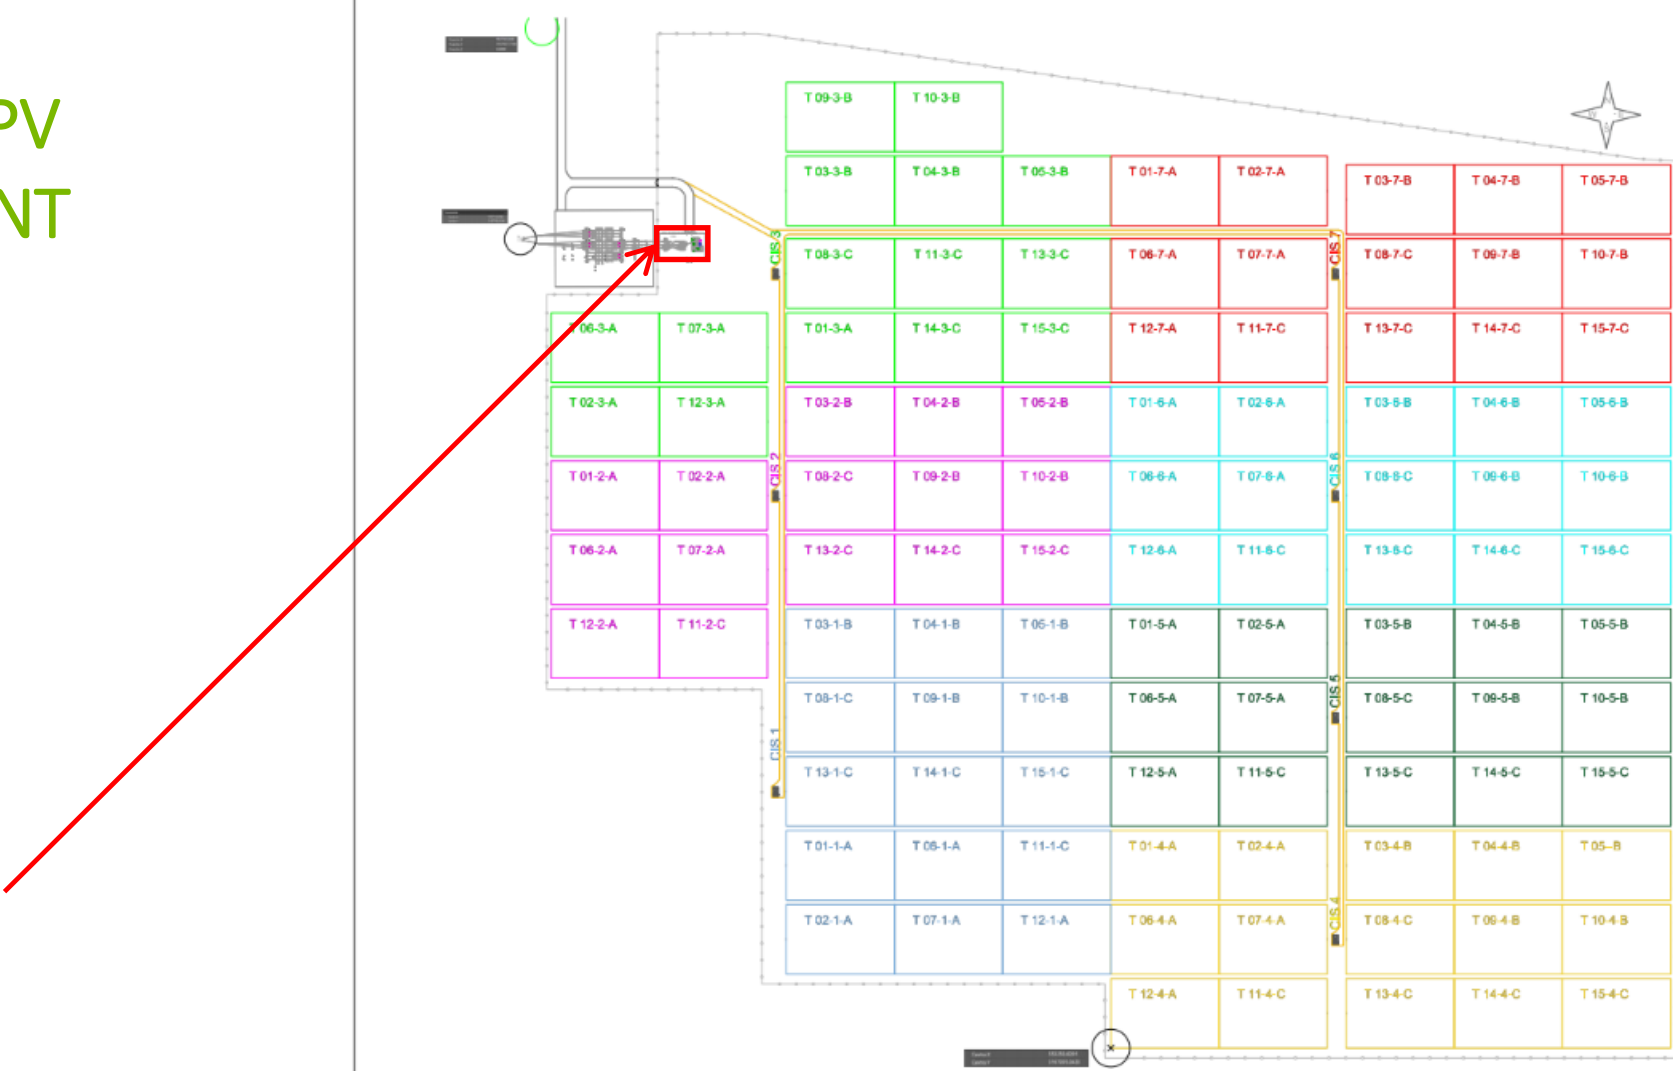 PV
NT
T 09-3-B T 10-3-B
T 03-3-B T 04-3-B T 05-3-B T 01-7-A T 02-7-A T 03-7-B T 04-7-B T 05-7-B
CIS 3 CIS 7
T 08-3-C T 11-3-C T 13-3-C T 06-7-A T 07-7-A T 08-7-C T 09-7-B T 10-7-B
T 06-3-A T 07-3-A T 01-3-A T 14-3-C T 15-3-C T 12-7-A T 11-7-C T 13-7-C T 14-7-C T 15-7-C
T 02-3-A T 12-3-A T 03-2-B T 04-2-B T 05-2-B T 01-6-A T 02-6-A T 03-6-B T 04-6-B T 05-6-B
CIS 2 CIS 6
T 01-2-A T 02-2-A T 08-2-C T 09-2-B T 10-2-B T 06-6-A T 07-6-A T 08-6-C T 09-6-B T 10-6-B
T 06-2-A T 07-2-A T 13-2-C T 14-2-C T 15-2-C T 12-6-A T 11-6-C T 13-6-C T 14-6-C T 15-6-C
T 12-2-A T 11-2-C T 03-1-B T 04-1-B T 05-1-B T 01-5-A T 02-5-A T 03-5-B T 04-5-B T 05-5-B
CIS 5
T 08-1-C T 09-1-B T 10-1-B T 06-5-A T 07-5-A T 08-5-C T 09-5-B T 10-5-B
CIS 1
T 13-1-C T 14-1-C T 15-1-C T 12-5-A T 11-5-C T 13-5-C T 14-5-C T 15-5-C
T 01-1-A T 06-1-A T 11-1-C T 01-4-A T 02-4-A T 03-4-B T 04-4-B T 05--B
CIS 4
T 02-1-A T 07-1-A T 12-1-A T 06-4-A T 07-4-A T 08-4-C T 09-4-B T 10-4-B
T 12-4-A T 11-4-C T 13-4-C T 14-4-C T 15-4-C